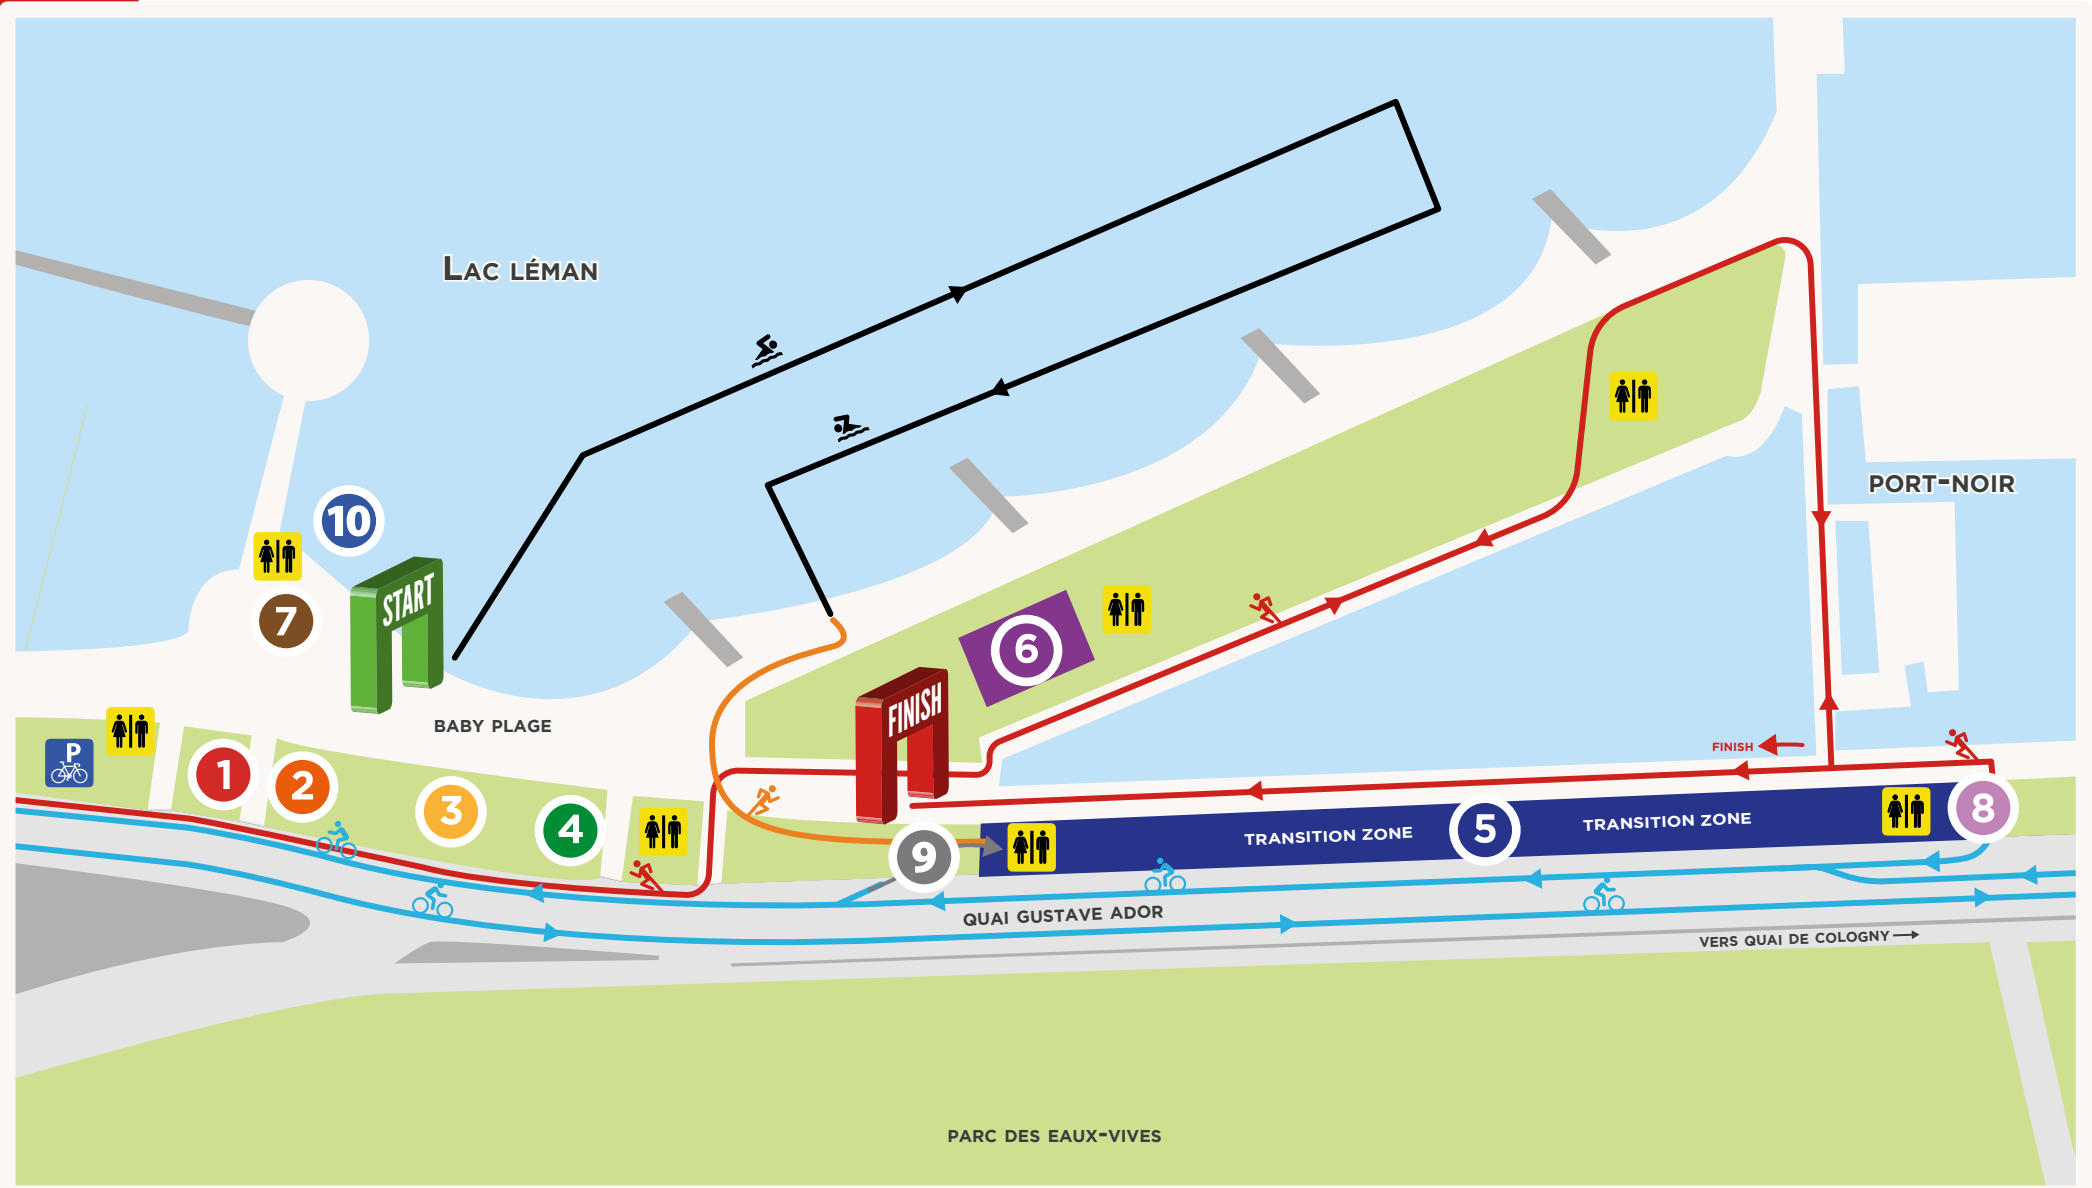 LAC LÉMAN
PORT-NOIR
10
START
7
6
FINISH
BABY PLAGE
P
1
2
3
4
FINISH
8
TRANSITION ZONE
5
TRANSITION ZONE
9
QUAI GUSTAVE ADOR
VERS QUAI DE COLOGNY
PARC DES EAUX-VIVES